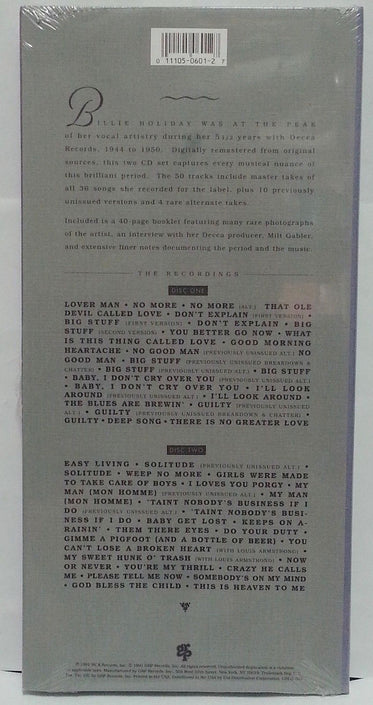 0 11105-0601-2 7
BILLIE HOLIDAY WAS AT THE PEAK
of her vocal artistry during her 5 1/2 years with Decca
Records, 1944 to 1950. Digitally remastered from original
sources, this two CD set captures every musical nuance of
this brilliant period. The 50 tracks include master takes of
all 36 songs she recorded for the label, plus 10 previously
unissued versions and 4 rare alternate takes.
Included is a 40-page booklet featuring many rare photographs
of the artist, an interview with her Decca producer, Milt Gabler,
and extensive liner notes documenting the period and the music.
THE RECORDINGS
DISC ONE
LOVER MAN • NO MORE • NO MORE (ALT.) THAT OLE
DEVIL CALLED LOVE • DON'T EXPLAIN (FIRST VERSION) •
BIG STUFF (FIRST VERSION) • DON'T EXPLAIN • BIG
STUFF (SECOND VERSION) • YOU BETTER GO NOW • WHAT
IS THIS THING CALLED LOVE • GOOD MORNING
HEARTACHE • NO GOOD MAN (PREVIOUSLY UNISSUED ALT.) NO
GOOD MAN • BIG STUFF (PREVIOUSLY UNISSUED BREAKDOWN &
CHATTER) • BIG STUFF (PREVIOUSLY UNISSUED ALT.) • BIG STUFF
• BABY, I DON'T CRY OVER YOU (PREVIOUSLY UNISSUED ALT.)
• BABY, I DON'T CRY OVER YOU • I'LL LOOK
AROUND (PREVIOUSLY UNISSUED ALT.) • I'LL LOOK AROUND •
THE BLUES ARE BREWIN' • GUILTY (PREVIOUSLY UNISSUED
ALT.) • GUILTY (PREVIOUSLY UNISSUED BREAKDOWN & CHATTER) •
GUILTY • DEEP SONG • THERE IS NO GREATER LOVE
DISC TWO
EASY LIVING • SOLITUDE (PREVIOUSLY UNISSUED ALT.) •
SOLITUDE • WEEP NO MORE • GIRLS WERE MADE
TO TAKE CARE OF BOYS • I LOVES YOU PORGY • MY
MAN [MON HOMME] (PREVIOUSLY UNISSUED ALT.) • MY MAN
[MON HOMME] • 'TAINT NOBODY'S BUSINESS IF I
DO (PREVIOUSLY UNISSUED ALT.) • 'TAINT NOBODY'S BUSI-
NESS IF I DO • BABY GET LOST • KEEPS ON A-
RAININ' • THEM THERE EYES • DO YOUR DUTY •
GIMME A PIGFOOT (AND A BOTTLE OF BEER) • YOU
CAN'T LOSE A BROKEN HEART (WITH LOUIS ARMSTRONG) •
MY SWEET HUNK O' TRASH (WITH LOUIS ARMSTRONG) • NOW
OR NEVER • YOU'RE MY THRILL • CRAZY HE CALLS
ME • PLEASE TELL ME NOW • SOMEBODY'S ON MY MIND
• GOD BLESS THE CHILD • THIS IS HEAVEN TO ME
GRP